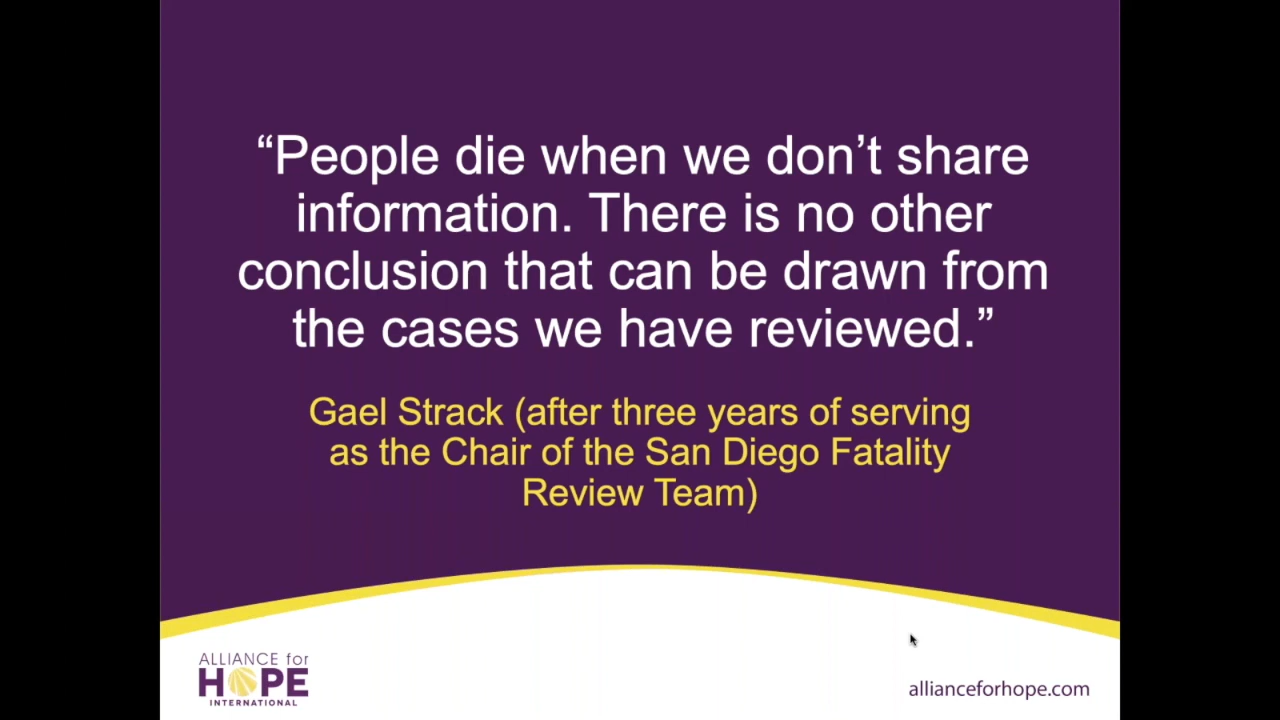 “People die when we don’t share
information. There is no other
conclusion that can be drawn from
the cases we have reviewed.”
Gael Strack (after three years of serving
as the Chair of the San Diego Fatality
Review Team)
ALLIANCE for
HOPE
INTERNATIONAL
allianceforhope.com